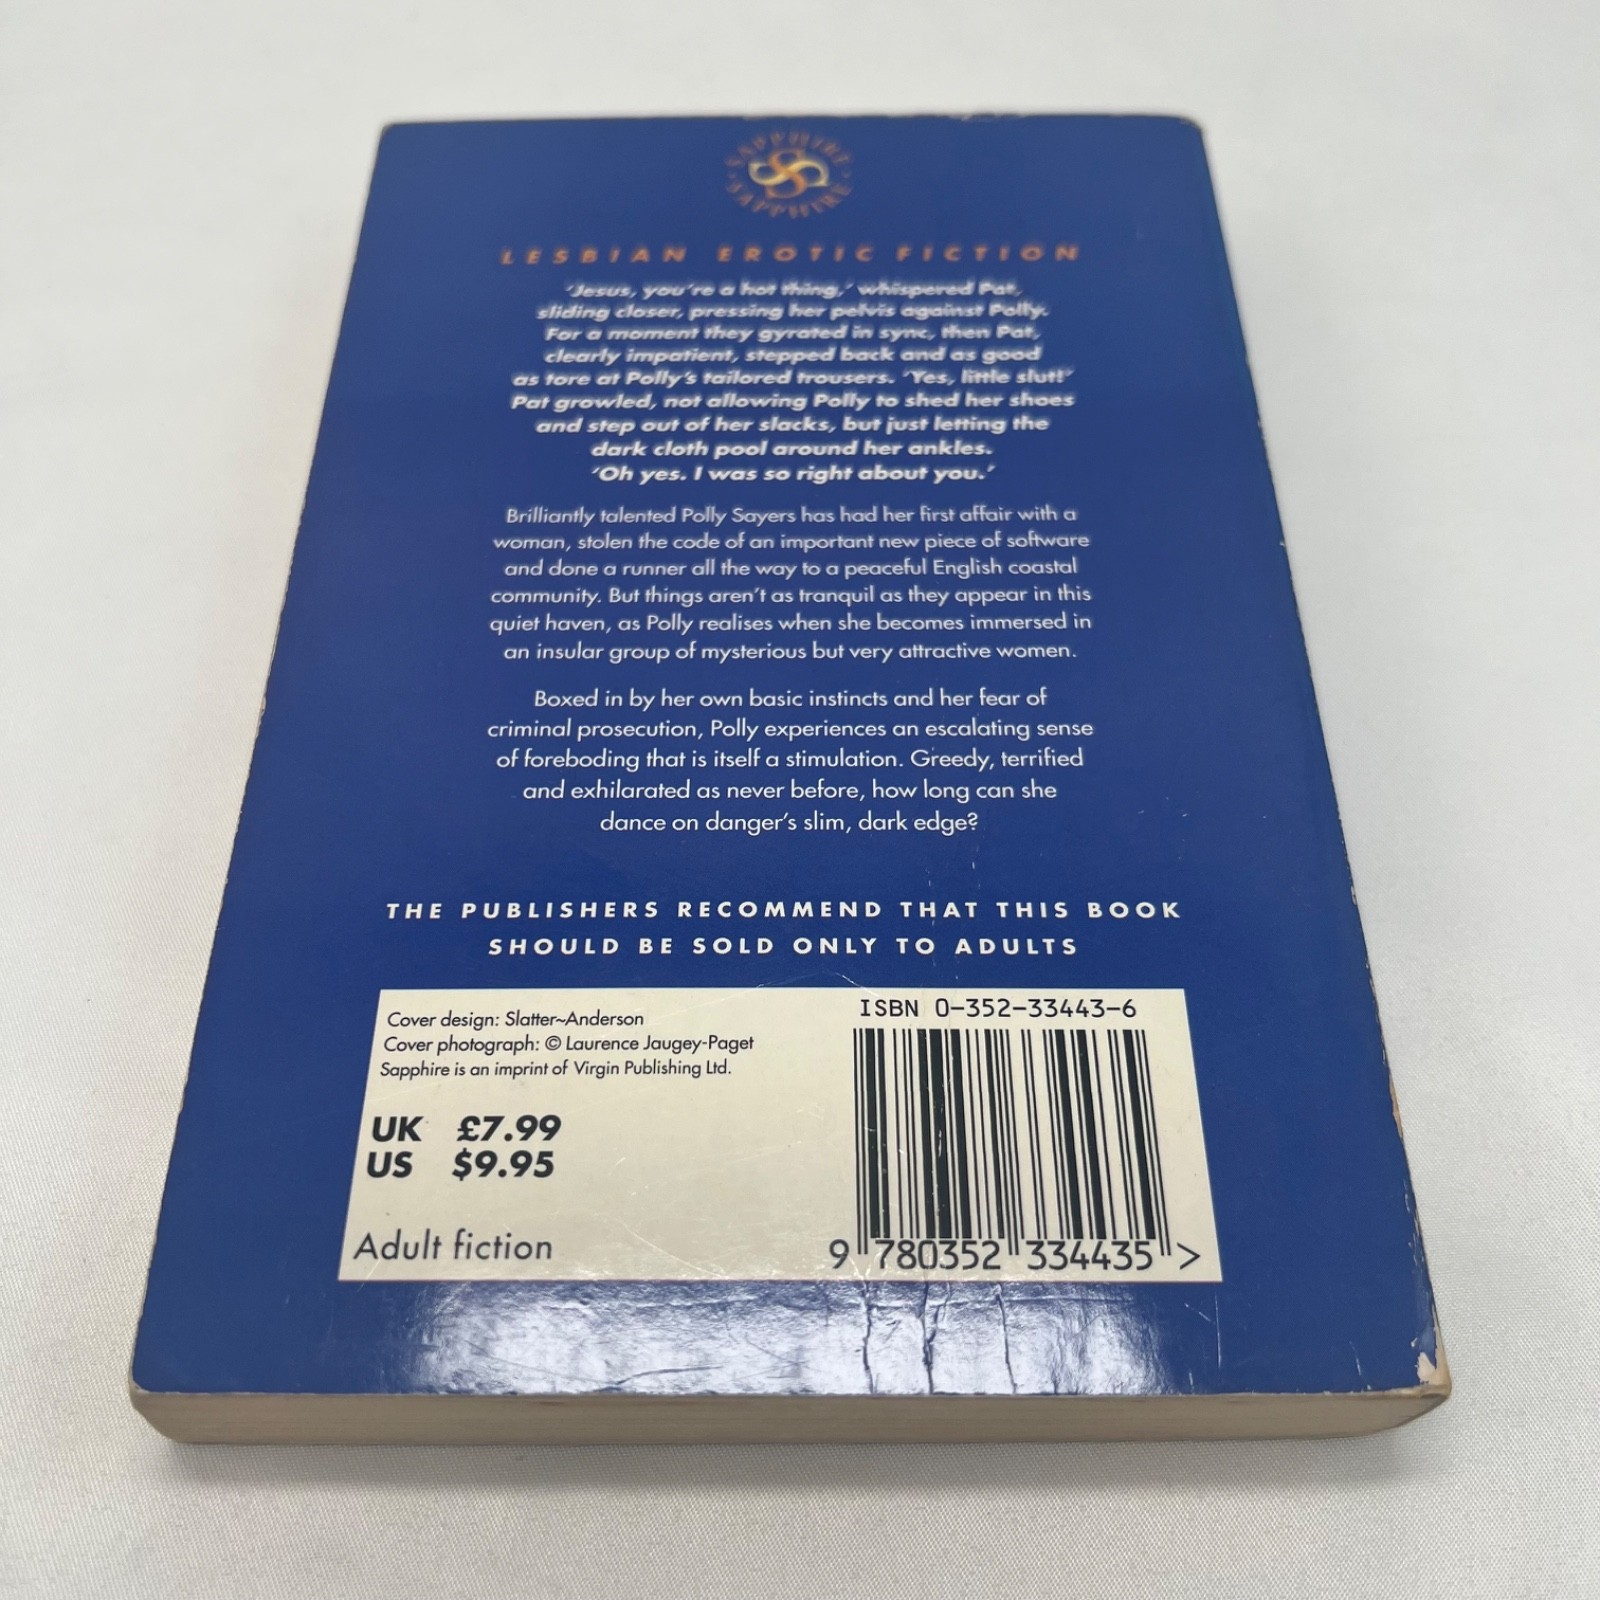 SAPPHIRE
SAPPHIRE
LESBIAN EROTIC FICTION
'Jesus, you're a hot thing,' whispered Pat,
sliding closer, pressing her pelvis against Polly.
For a moment they gyrated in sync, then Pat,
clearly impatient, stepped back and as good
as tore at Polly's tailored trousers. 'Yes, little slut!'
Pat growled, not allowing Polly to shed her shoes
and step out of her slacks, but just letting the
dark cloth pool around her ankles.
'Oh yes. I was so right about you.'
Brilliantly talented Polly Sayers has had her first affair with a
woman, stolen the code of an important new piece of software
and done a runner all the way to a peaceful English coastal
community. But things aren't as tranquil as they appear in this
quiet haven, as Polly realises when she becomes immersed in
an insular group of mysterious but very attractive women.
Boxed in by her own basic instincts and her fear of
criminal prosecution, Polly experiences an escalating sense
of foreboding that is itself a stimulation. Greedy, terrified
and exhilarated as never before, how long can she
dance on danger's slim, dark edge?
THE PUBLISHERS RECOMMEND THAT THIS BOOK
SHOULD BE SOLD ONLY TO ADULTS
Cover design: Slatter~Anderson
Cover photograph: © Laurence Jaugey-Paget
Sapphire is an imprint of Virgin Publishing Ltd.
UK £7.99
US $9.95
Adult fiction
ISBN 0-352-33443-6
9 780352 334435 >